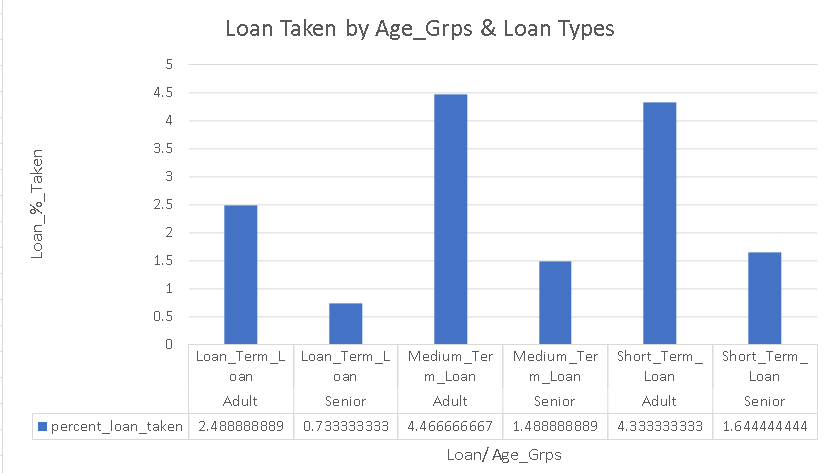 Loan Taken by Age_Grps & Loan Types
5
4.5
4
3.5
3
2.5
2
1.5
1
0.5
0
Loan_%_Taken
Loan_Term_L
oan
Loan_Term_L
oan
Medium_Ter
m_Loan
Medium_Ter
m_Loan
Short_Term_
Loan
Short_Term_
Loan
Adult Senior Adult Senior Adult Senior
percent_loan_taken 2.488888889 0.733333333 4.466666667 1.488888889 4.333333333 1.644444444
Loan/ Age_Grps